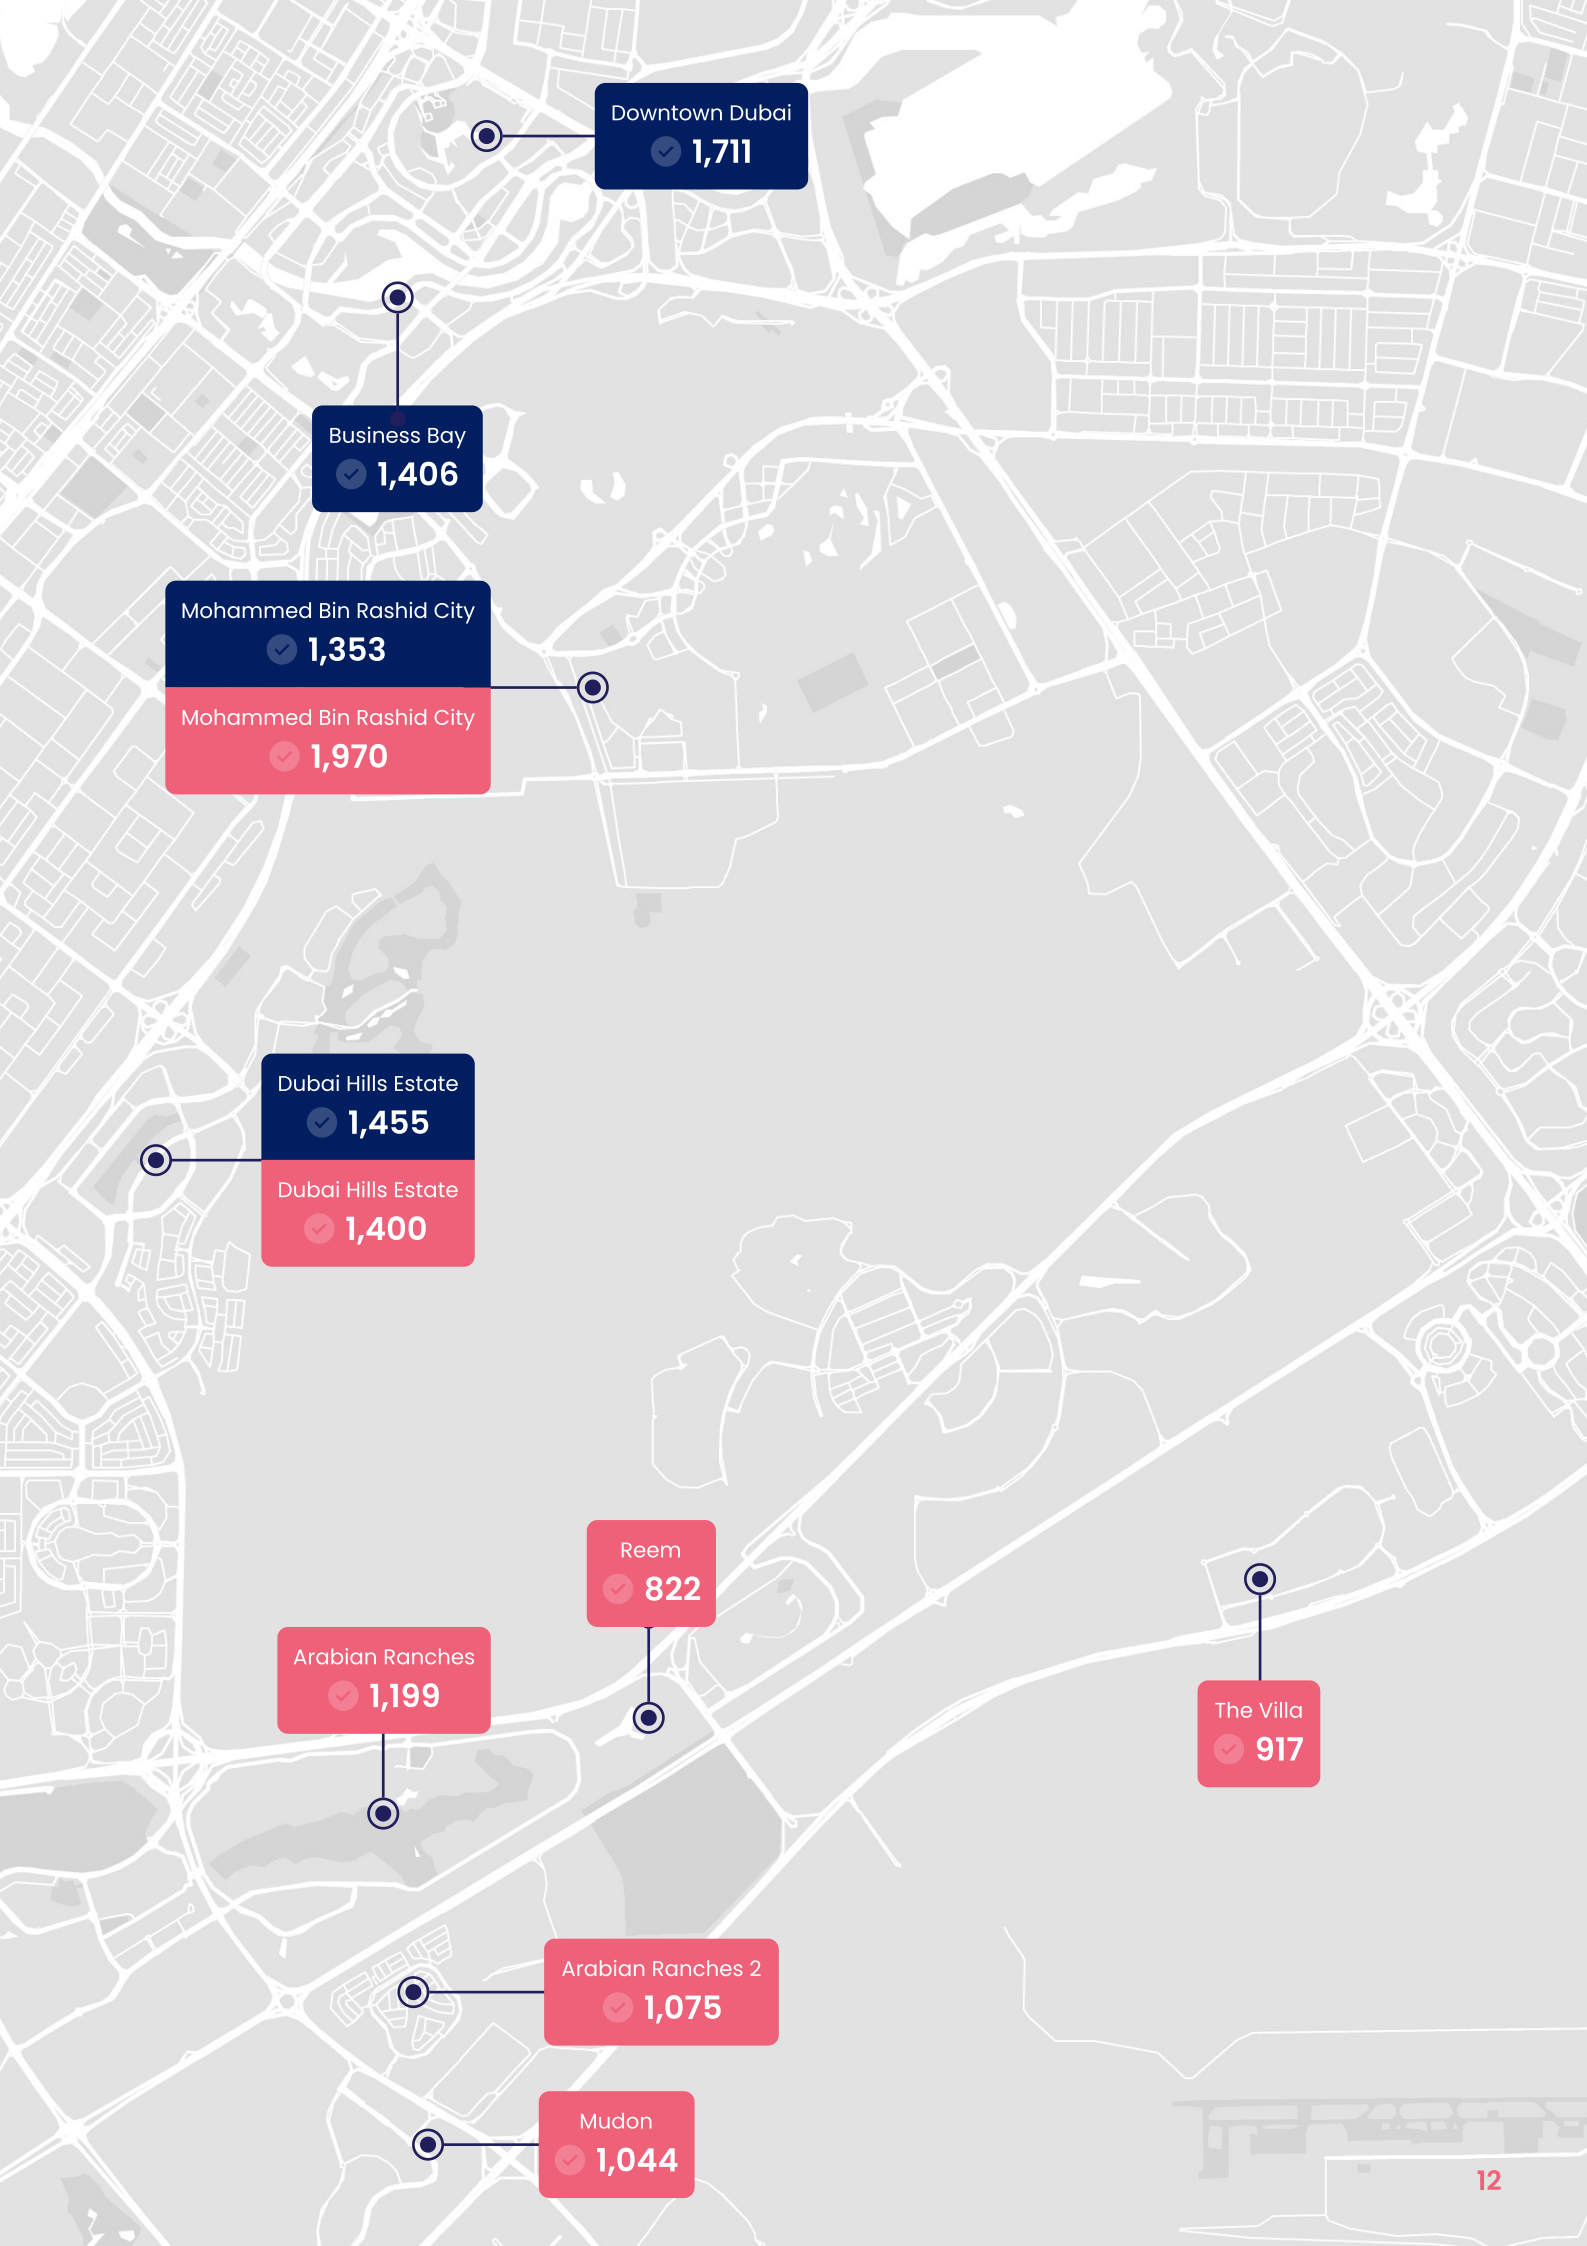 Downtown Dubai
1,711
Business Bay
1,406
Mohammed Bin Rashid City
1,353
Mohammed Bin Rashid City
1,970
Dubai Hills Estate
1,455
Dubai Hills Estate
1,400
Reem
822
Arabian Ranches
1,199
The Villa
917
Arabian Ranches 2
1,075
Mudon
1,044
12